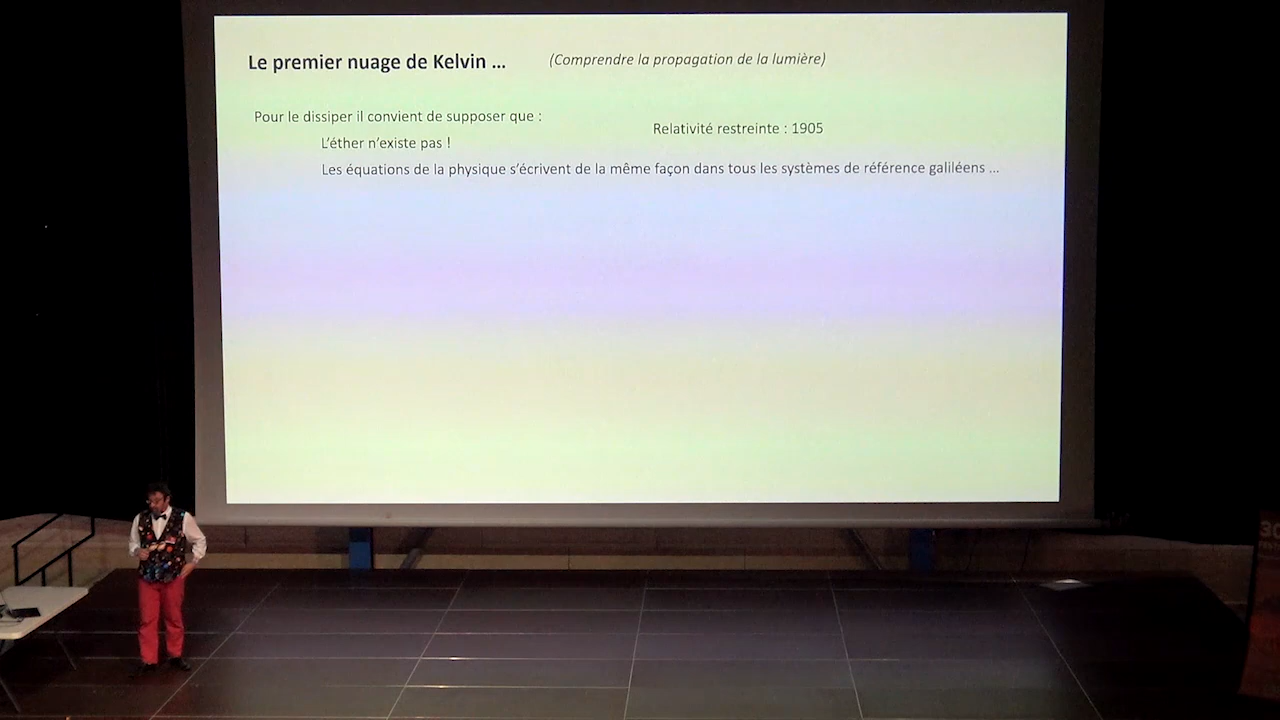 Le premier nuage de Kelvin ...
(Comprendre la propagation de la lumière)
Pour le dissiper il convient de supposer que :
Relativité restreinte : 1905
L'éther n'existe pas !
Les équations de la physique s'écrivent de la même façon dans tous les systèmes de référence galiléens ...